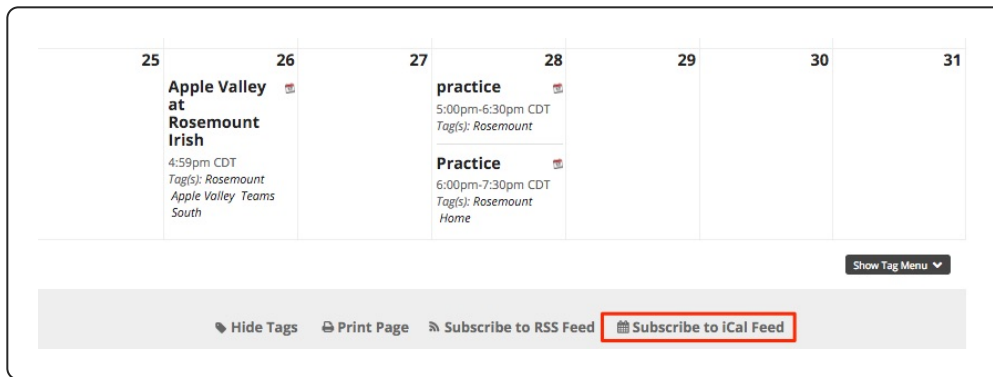 25 26 27 28 29 30 31
Apple Valley
at
Rosemount
Irish
4:59pm CDT
Tag(s): Rosemount
Apple Valley Teams
South
practice
5:00pm-6:30pm CDT
Tag(s): Rosemount
Practice
6:00pm-7:30pm CDT
Tag(s): Rosemount
Home
Show Tag Menu
Hide Tags Print Page Subscribe to RSS Feed Subscribe to iCal Feed